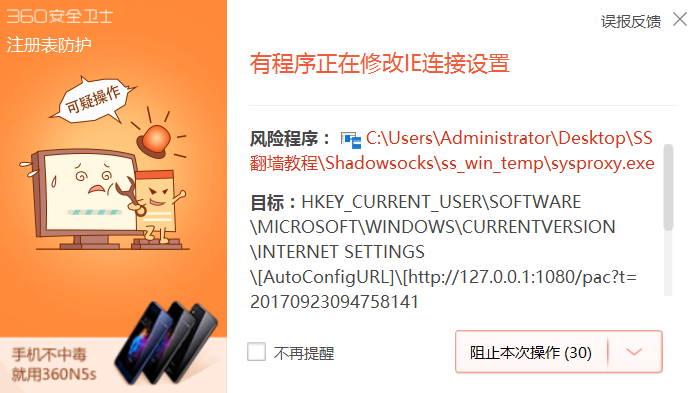 360安全卫士
误报反馈
注册表防护
有程序正在修改IE连接设置
可疑操作
风险程序： C:\Users\Administrator\Desktop\SS
翻墙教程\Shadowsocks\ss_win_temp\sysproxy.exe
目标：HKEY_CURRENT_USER\SOFTWARE
\MICROSOFT\WINDOWS\CURRENTVERSION
\INTERNET SETTINGS
\[AutoConfigURL]\[http://127.0.0.1:1080/pac?t=
20170923094758141
不再提醒
阻止本次操作 (30)
手机不中毒
就用360N5s